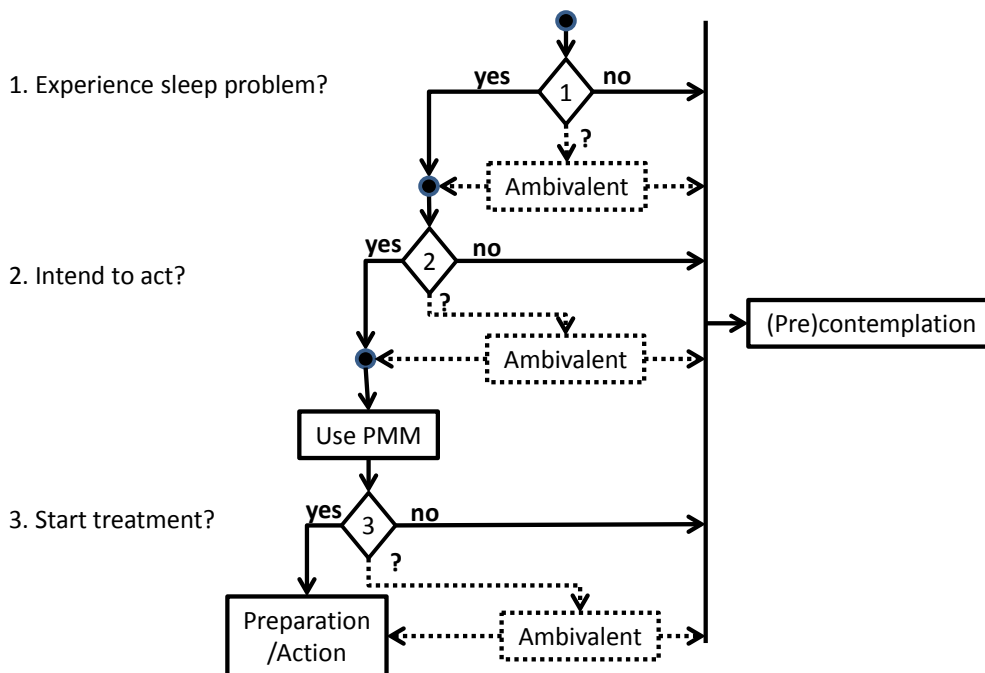 1. Experience sleep problem?
yes
1
no
?
Ambivalent
yes
2
no
2. Intend to act?
?
(Pre)contemplation
Ambivalent
Use PMM
3. Start treatment?
yes
3
no
?
Preparation
/Action
Ambivalent